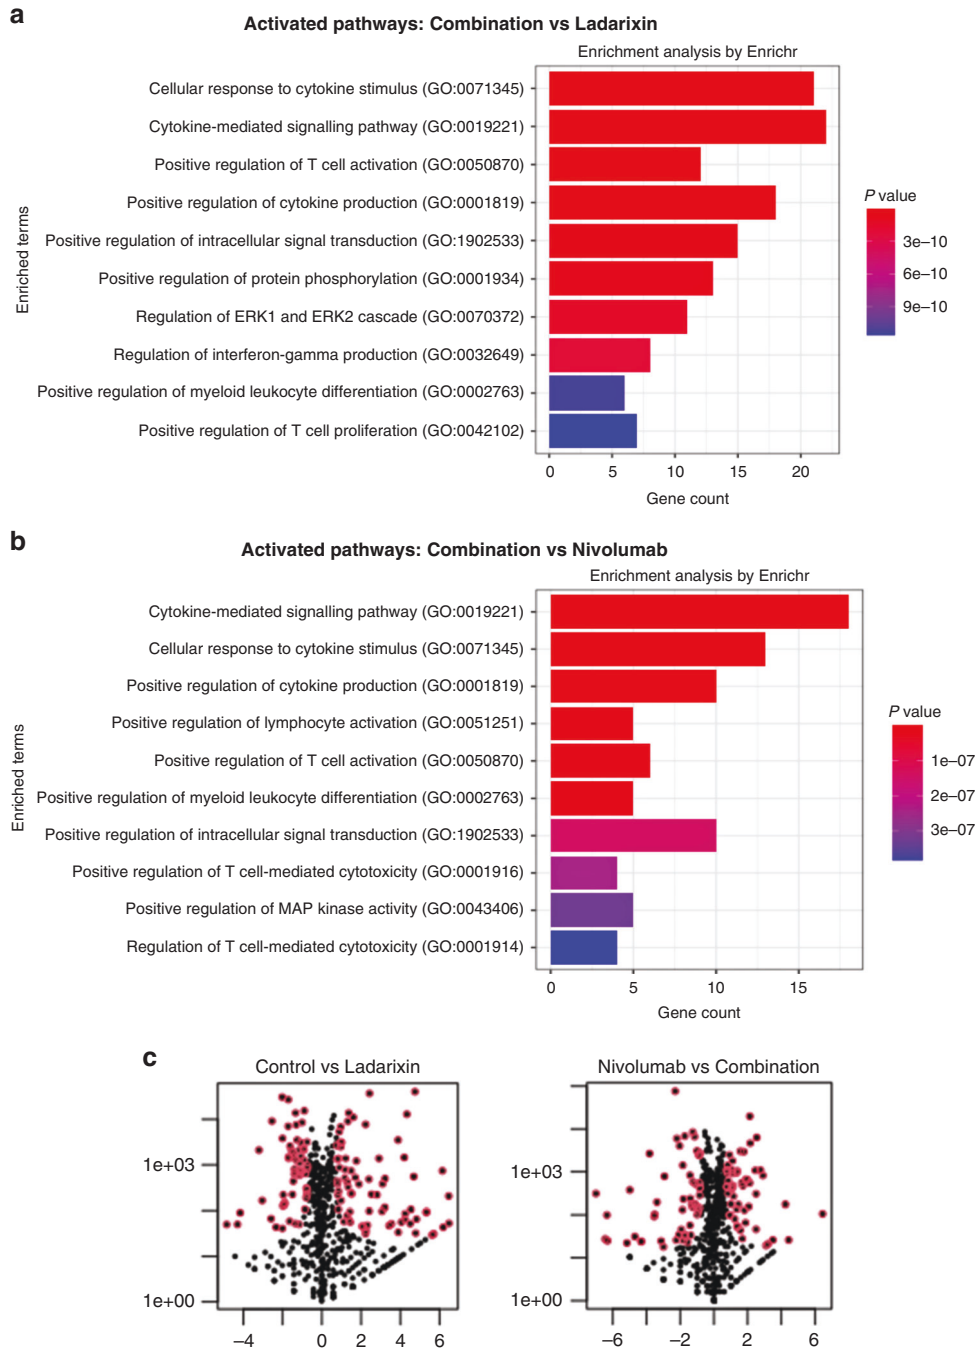 a
Activated pathways: Combination vs Ladarixin
Enrichment analysis by Enrichr
Enriched terms
Cellular response to cytokine stimulus (GO:0071345)
Cytokine-mediated signalling pathway (GO:0019221)
Positive regulation of T cell activation (GO:0050870)
Positive regulation of cytokine production (GO:0001819)
Positive regulation of intracellular signal transduction (GO:1902533)
Positive regulation of protein phosphorylation (GO:0001934)
Regulation of ERK1 and ERK2 cascade (GO:0070372)
Regulation of interferon-gamma production (GO:0032649)
Positive regulation of myeloid leukocyte differentiation (GO:0002763)
Positive regulation of T cell proliferation (GO:0042102)
0 5 10 15 20
Gene count
P value
3e–10
6e–10
9e–10
b
Activated pathways: Combination vs Nivolumab
Enrichment analysis by Enrichr
Enriched terms
Cytokine-mediated signalling pathway (GO:0019221)
Cellular response to cytokine stimulus (GO:0071345)
Positive regulation of cytokine production (GO:0001819)
Positive regulation of lymphocyte activation (GO:0051251)
Positive regulation of T cell activation (GO:0050870)
Positive regulation of myeloid leukocyte differentiation (GO:0002763)
Positive regulation of intracellular signal transduction (GO:1902533)
Positive regulation of T cell-mediated cytotoxicity (GO:0001916)
Positive regulation of MAP kinase activity (GO:0043406)
Regulation of T cell-mediated cytotoxicity (GO:0001914)
0 5 10 15
Gene count
P value
1e–07
2e–07
3e–07
c
Control vs Ladarixin
1e+03
1e+00
–4 0 2 4 6
Nivolumab vs Combination
1e+03
1e+00
–6 –2 2 6